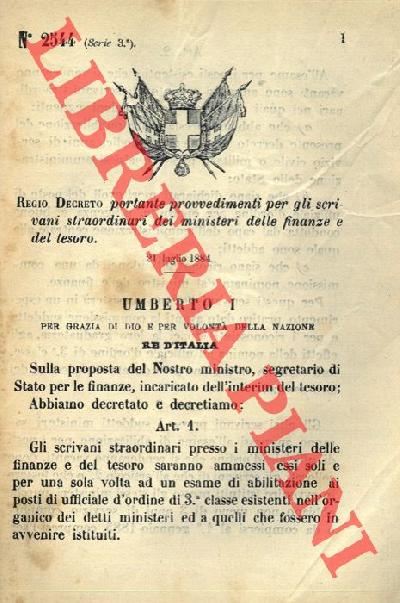 N° 2544 (Serie 3.ª). 1
REGIO DECRETO portante provvedimenti per gli scri-
vani straordinari dei ministeri delle finanze e
del tesoro.
21 luglio 1884
UMBERTO I
PER GRAZIA DI DIO E PER VOLONTÀ DELLA NAZIONE
RE D'ITALIA
Sulla proposta del Nostro ministro, segretario di
Stato per le finanze, incaricato dell'interim del tesoro;
Abbiamo decretato e decretiamo:
Art. 1.
Gli scrivani straordinari presso i ministeri delle
finanze e del tesoro saranno ammessi essi soli e
per una sola volta ad un esame di abilitazione ai
posti di ufficiale d'ordine di 3.ª classe esistenti nell'or-
ganico dei detti ministeri ed a quelli che fossero in
avvenire istituiti.
LIBRERIA PIANI